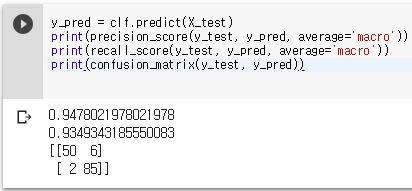 y_pred = clf.predict(X_test)
print(precision_score(y_test, y_pred, average='macro'))
print(recall_score(y_test, y_pred, average='macro'))
print(confusion_matrix(y_test, y_pred))
0.9478021978021978
0.9349343185550083
[[50  6]
 [ 2 85]]